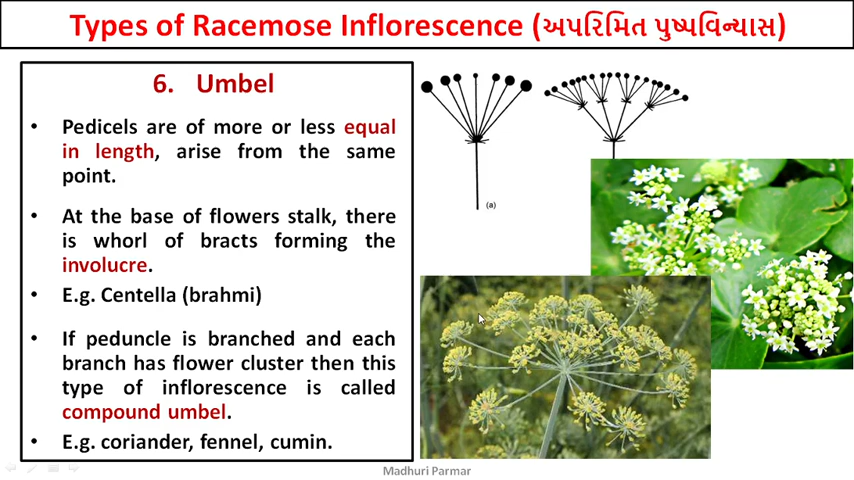 Types of Racemose Inflorescence (અપરિમિત પુષ્પવિન્યાસ)
6. Umbel
• Pedicels are of more or less equal
in length, arise from the same
point.
• At the base of flowers stalk, there
is whorl of bracts forming the
involucre.
• E.g. Centella (brahmi)
• If peduncle is branched and each
branch has flower cluster then this
type of inflorescence is called
compound umbel.
• E.g. coriander, fennel, cumin.
(a)
Madhuri Parmar